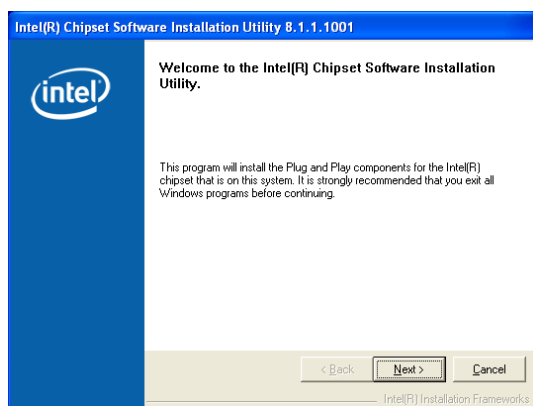 Intel(R) Chipset Software Installation Utility 8.1.1.1001
intel
Welcome to the Intel(R) Chipset Software Installation
Utility.
This program will install the Plug and Play components for the Intel(R)
chipset that is on this system. It is strongly recommended that you exit all
Windows programs before continuing.
< Back
Next >
Cancel
Intel(R) Installation Frameworks